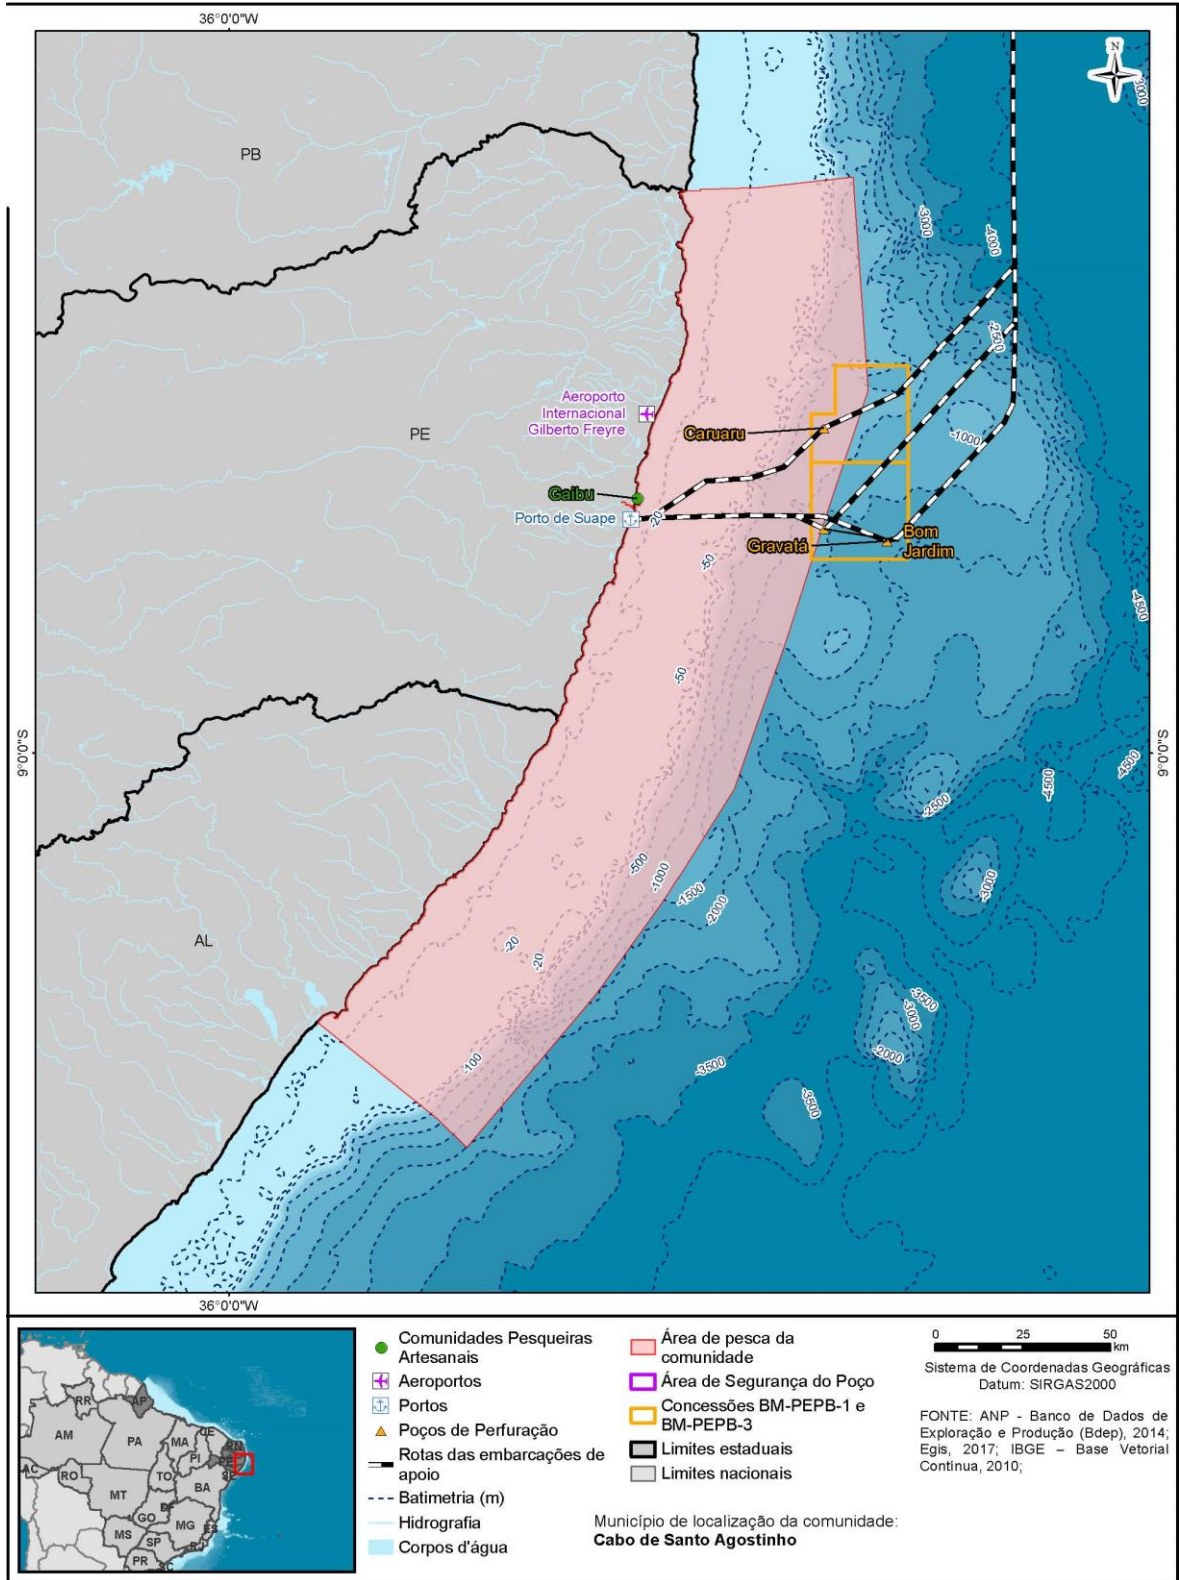 36°0'0"W
N
PB
-3000
-3000
-4000
-2500
Aeroporto
Internacional
Gilberto Freyre
PE
Caruaru
-1000
Gaibu
Porto de Suape
-20
Gravatá
Bom
Jardim
-50
-4500
-50
9°0'0"S
9°0'0"S
-4500
-4500
-2500
-500
-1000
-1500
-2000
-3000
AL
-20
-20
-3500
-3000
-2000
-100
-3500
-3500
36°0'0"W
RR
AP
AM
PA
MA
CE
RN
PI
PE
AC
RO
TO
SE
BA
MT
GO
DF
MG
ES
MS
SP
RJ
PR
SC
Comunidades Pesqueiras
Artesanais
Aeroportos
Portos
Poços de Perfuração
Rotas das embarcações de
apoio
Batimetria (m)
Hidrografia
Corpos d'água
Área de pesca da
comunidade
Área de Segurança do Poço
Concessões BM-PEPB-1 e
BM-PEPB-3
Limites estaduais
Limites nacionais
Município de localização da comunidade:
Cabo de Santo Agostinho
0 25 50
km
Sistema de Coordenadas Geográficas
Datum: SIRGAS2000
FONTE: ANP - Banco de Dados de
Exploração e Produção (Bdep), 2014;
Egis, 2017; IBGE – Base Vetorial
Contínua, 2010;